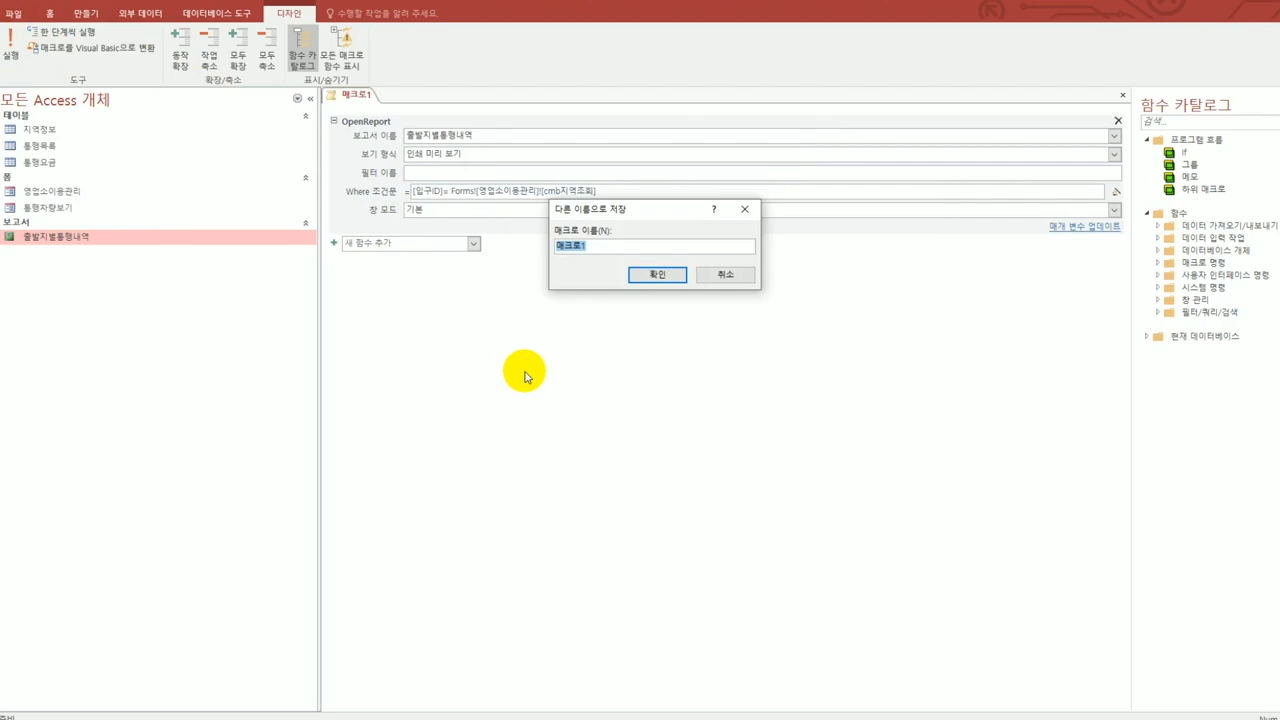 파일 홈 만들기 외부 데이터 데이터베이스 도구 디자인 수행할 작업을 알려 주세요.
실행
한 단계씩 실행
매크로를 Visual Basic으로 변환
도구
동작 확장
작업 축소
모두 확장
모두 축소
확장/축소
함수 카탈로그
모든 매크로 함수 표시
표시/숨기기
모든 Access 개체
«
테이블
지역정보
통행목록
통행요금
폼
영업소이용관리
통행차량보기
보고서
출발지별통행내역
매크로1
OpenReport
보고서 이름 출발지별통행내역
보기 형식 인쇄 미리 보기
필터 이름
Where 조건문 = [입구ID]= Forms![영업소이용관리]![cmb지역조회]
창 모드 기본
매개 변수 업데이트
새 함수 추가
다른 이름으로 저장 ?
매크로 이름(N):
매크로1
확인 취소
함수 카탈로그
검색...
프로그램 흐름
If
그룹
메모
하위 매크로
함수
데이터 가져오기/내보내기
데이터 입력 작업
데이터베이스 개체
매크로 명령
사용자 인터페이스 명령
시스템 명령
창 관리
필터/쿼리/검색
현재 데이터베이스